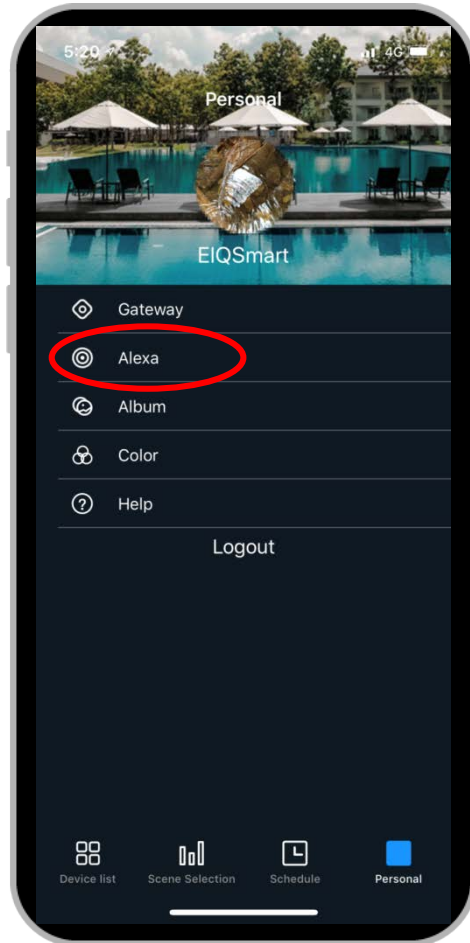 5:20
4G
Personal
EIQSmart
Gateway
Alexa
Album
Color
? Help
Logout
Device list Scene Selection Schedule Personal